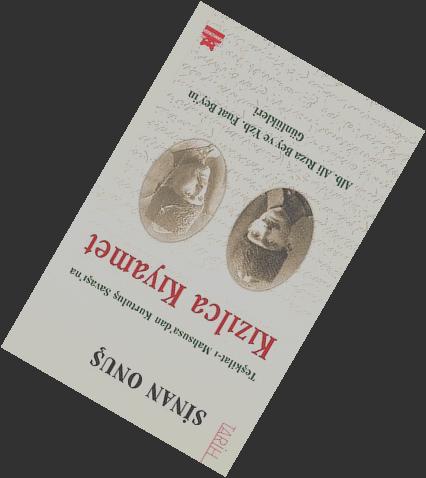 TARİH
SİNAN ONUŞ
Teşkilat-ı Mahsusa'dan Kurtuluş Savaşı'na
Kızılca Kıyamet
Alb. Ali Rıza Bey ve Yzb. Fuat Bey'in
Günlükleri